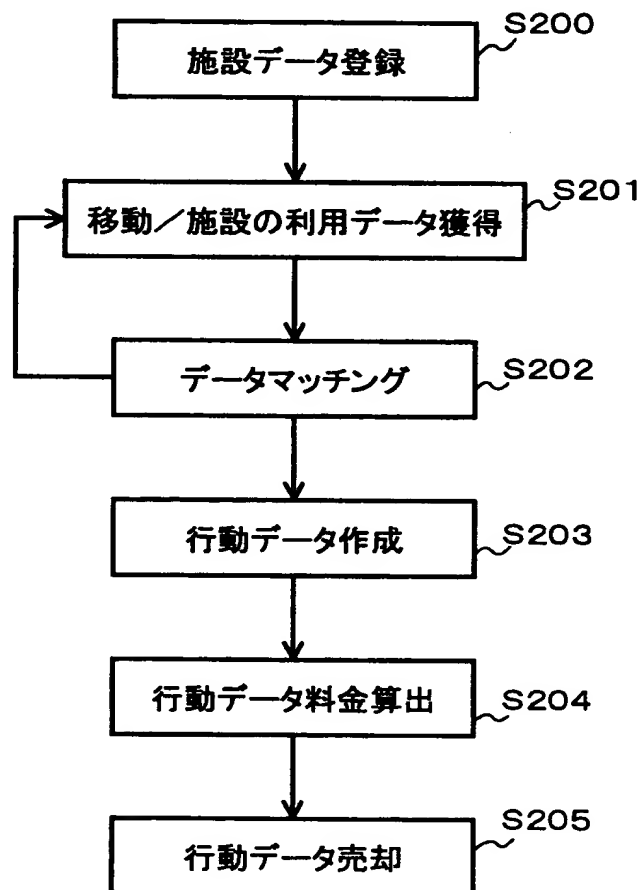 S200
施設データ登録
S201
移動／施設の利用データ獲得
データマッチング
S202
行動データ作成
S203
行動データ料金算出
S204
S205
行動データ売却